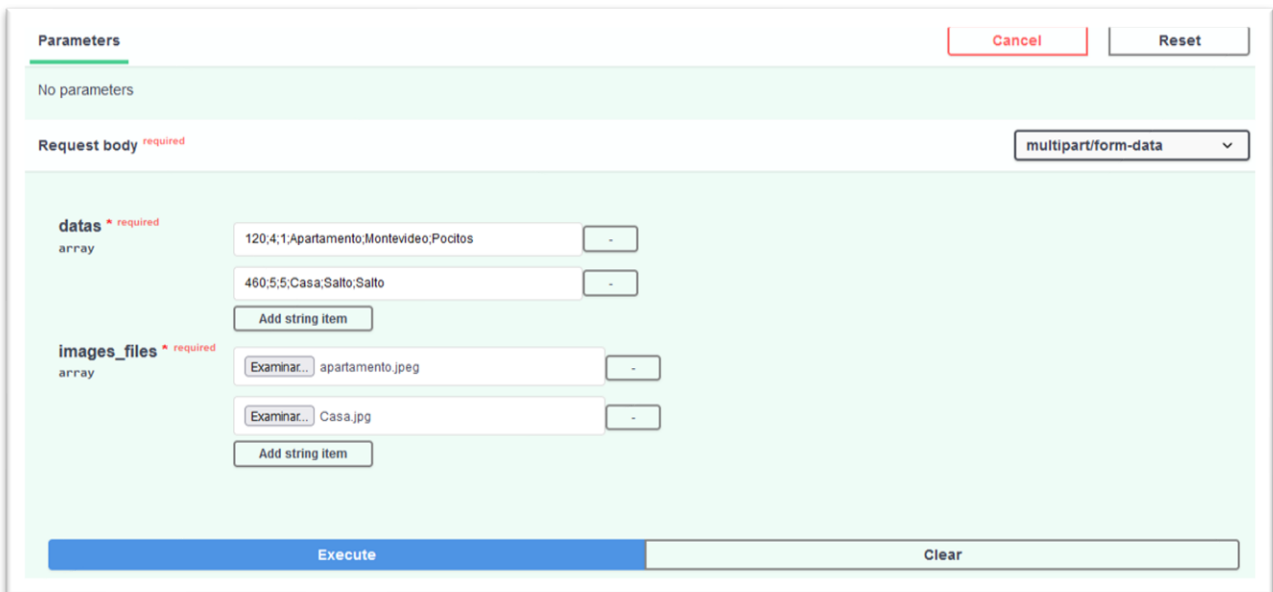 Parameters Cancel Reset
No parameters
Request body required multipart/form-data
datas * required
array
120;4;1;Apartamento;Montevideo;Pocitos -
460;5;5;Casa;Salto;Salto -
Add string item
images_files * required
array
Examinar... apartamento.jpeg -
Examinar... Casa.jpg -
Add string item
Execute Clear